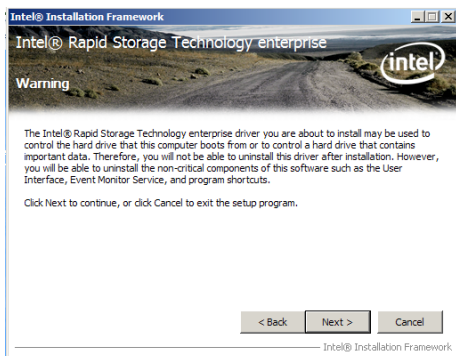 Intel® Installation Framework
Intel® Rapid Storage Technology enterprise
intel
Warning
The Intel® Rapid Storage Technology enterprise driver you are about to install may be used to
control the hard drive that this computer boots from or to control a hard drive that contains
important data. Therefore, you will not be able to uninstall this driver after installation. However,
you will be able to uninstall the non-critical components of this software such as the User
Interface, Event Monitor Service, and program shortcuts.
Click Next to continue, or click Cancel to exit the setup program.
< Back Next > Cancel
Intel® Installation Framework